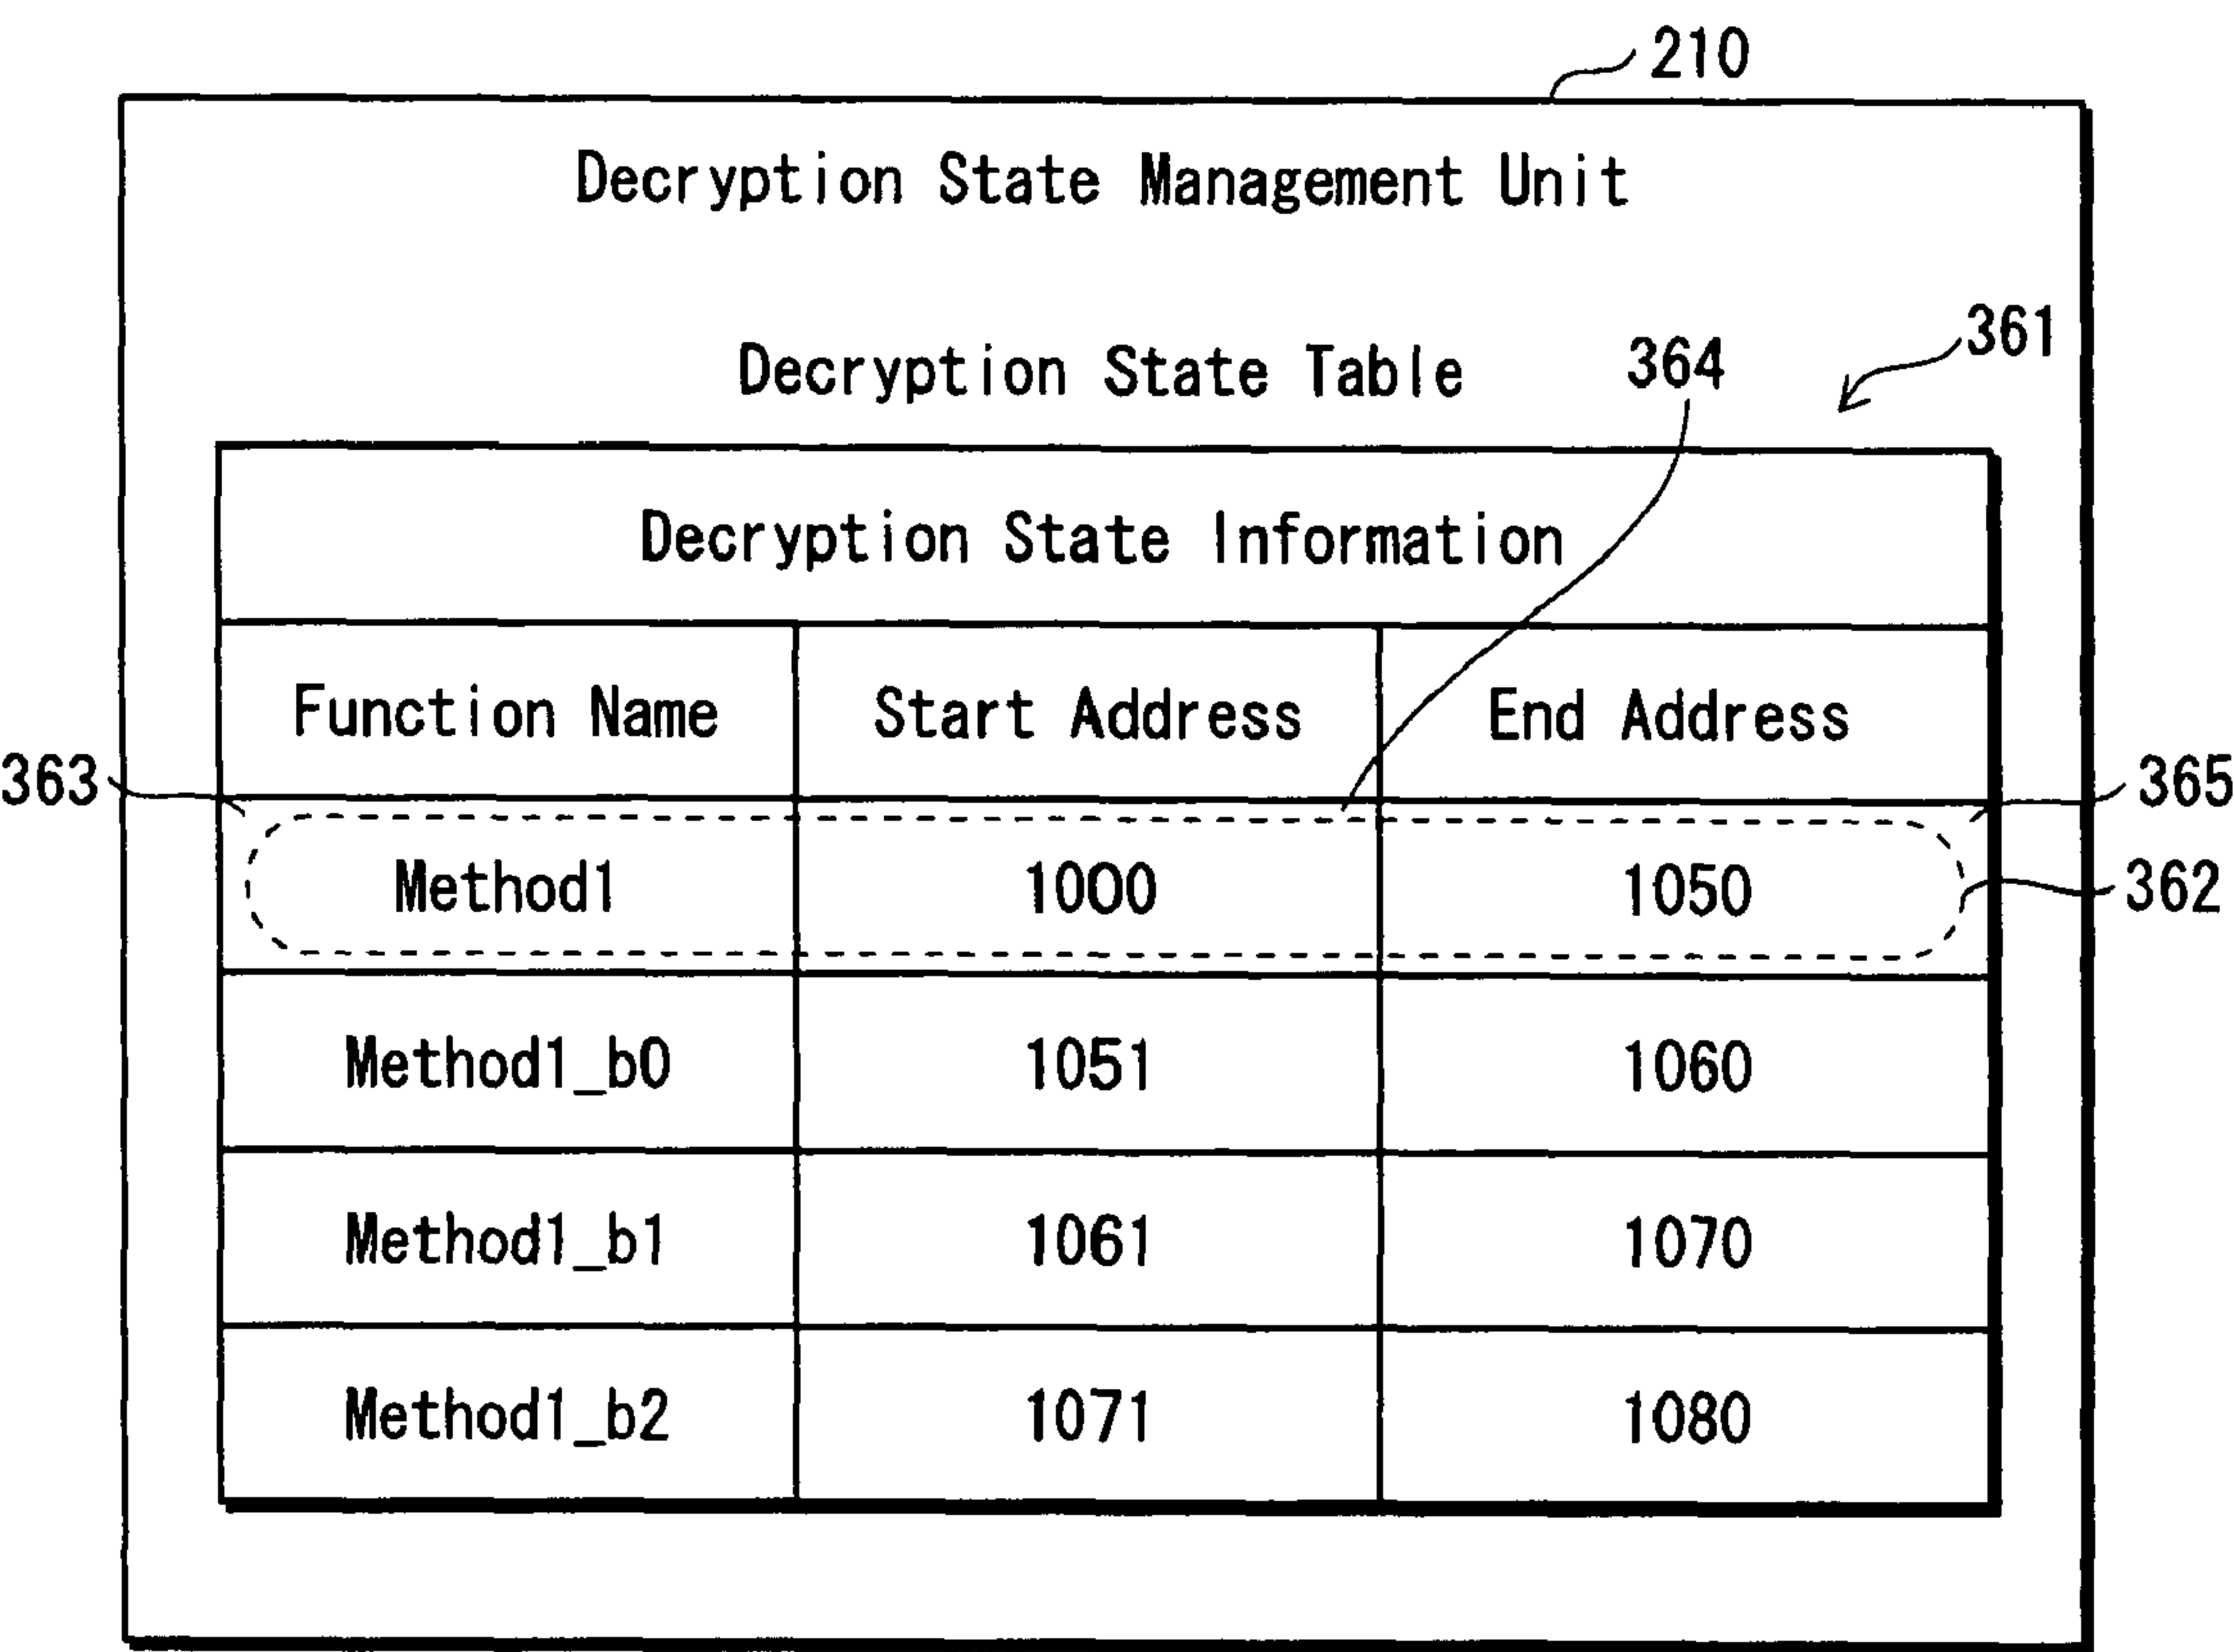 210
Decryption State Management Unit
361
Decryption State Table 364
Decryption State Information
Function Name Start Address End Address
363 365
Method1 1000 1050 362
Method1_b0 1051 1060
Method1_b1 1061 1070
Method1_b2 1071 1080